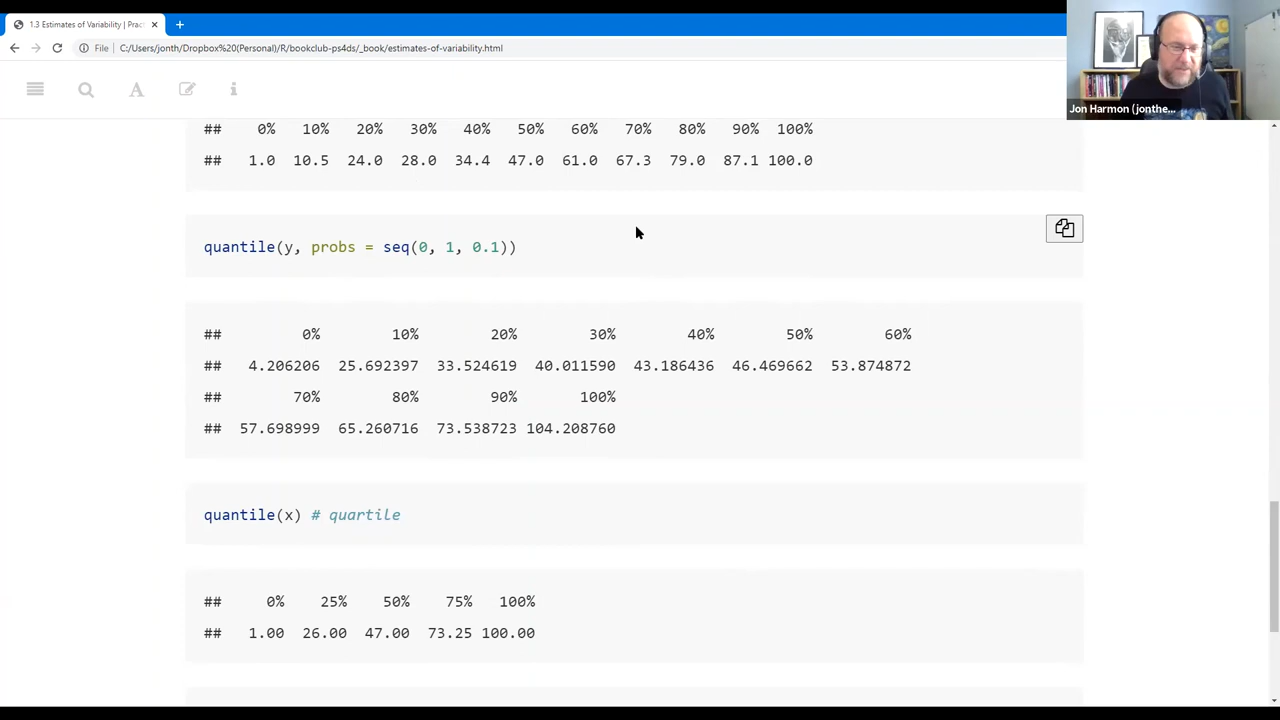 1.3 Estimates of Variability | Prac
File
C:/Users/jonth/Dropbox%20(Personal)/R/bookclub-ps4ds/_book/estimates-of-variability.html
Jon Harmon (jonthe...
## 0% 10% 20% 30% 40% 50% 60% 70% 80% 90% 100%
## 1.0 10.5 24.0 28.0 34.4 47.0 61.0 67.3 79.0 87.1 100.0
quantile(y, probs = seq(0, 1, 0.1))
## 0% 10% 20% 30% 40% 50% 60%
## 4.206206 25.692397 33.524619 40.011590 43.186436 46.469662 53.874872
## 70% 80% 90% 100%
## 57.698999 65.260716 73.538723 104.208760
quantile(x) # quartile
## 0% 25% 50% 75% 100%
## 1.00 26.00 47.00 73.25 100.00